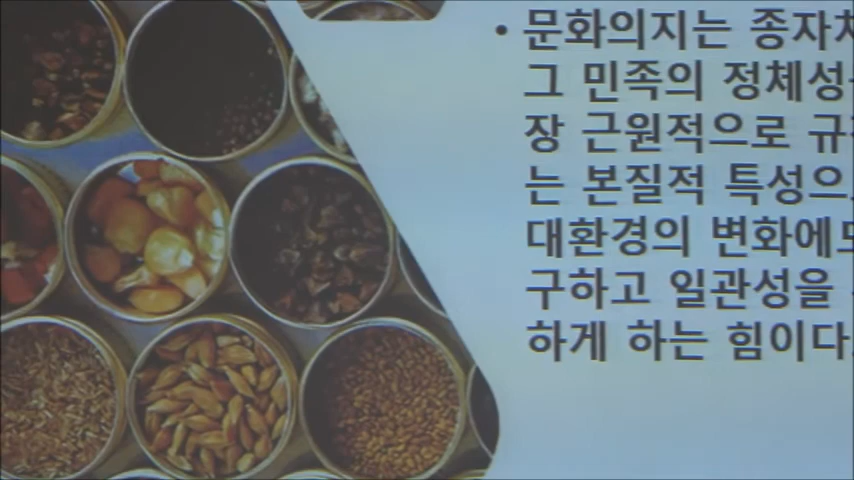 • 문화의지는 종자치
그 민족의 정체성
장 근원적으로
는 본질적 특성으
대환경의 변화에도
구하고 일관성을
하게 하는 힘이다.